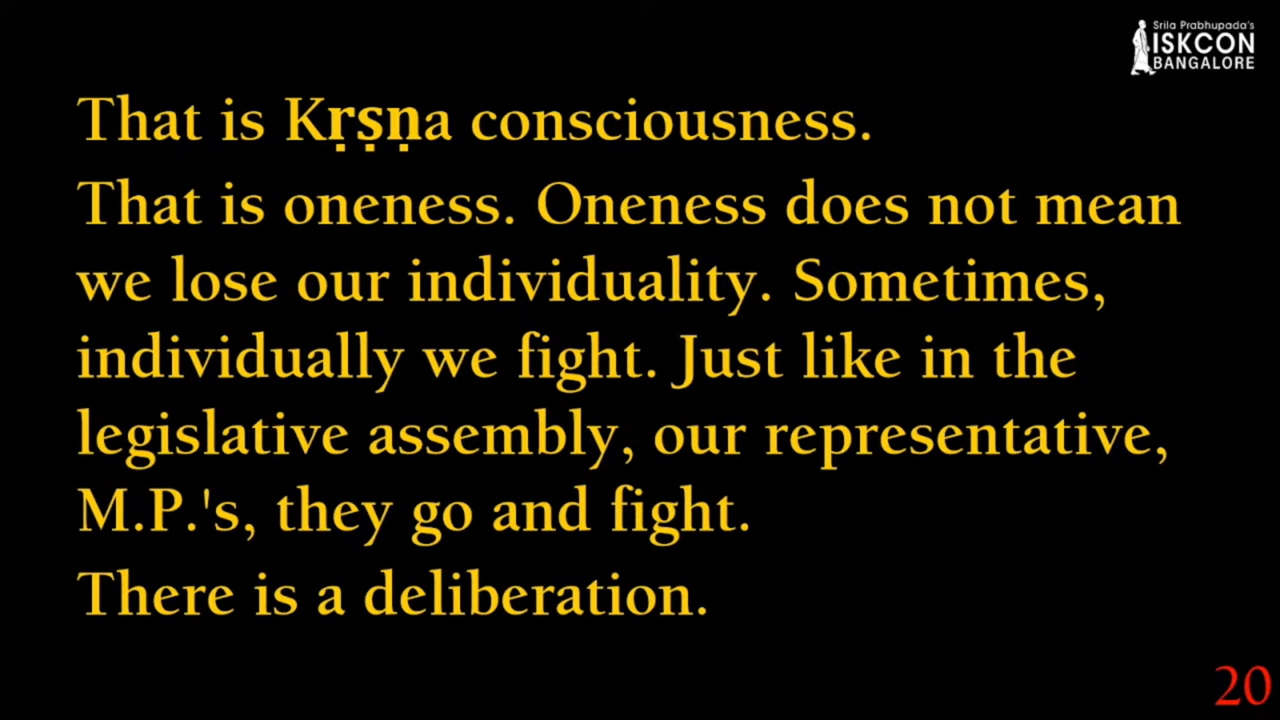 Srila Prabhupada's
ISKCON
BANGALORE
That is Kṛṣṇa consciousness.
That is oneness. Oneness does not mean
we lose our individuality. Sometimes,
individually we fight. Just like in the
legislative assembly, our representative,
M.P.'s, they go and fight.
There is a deliberation.
20